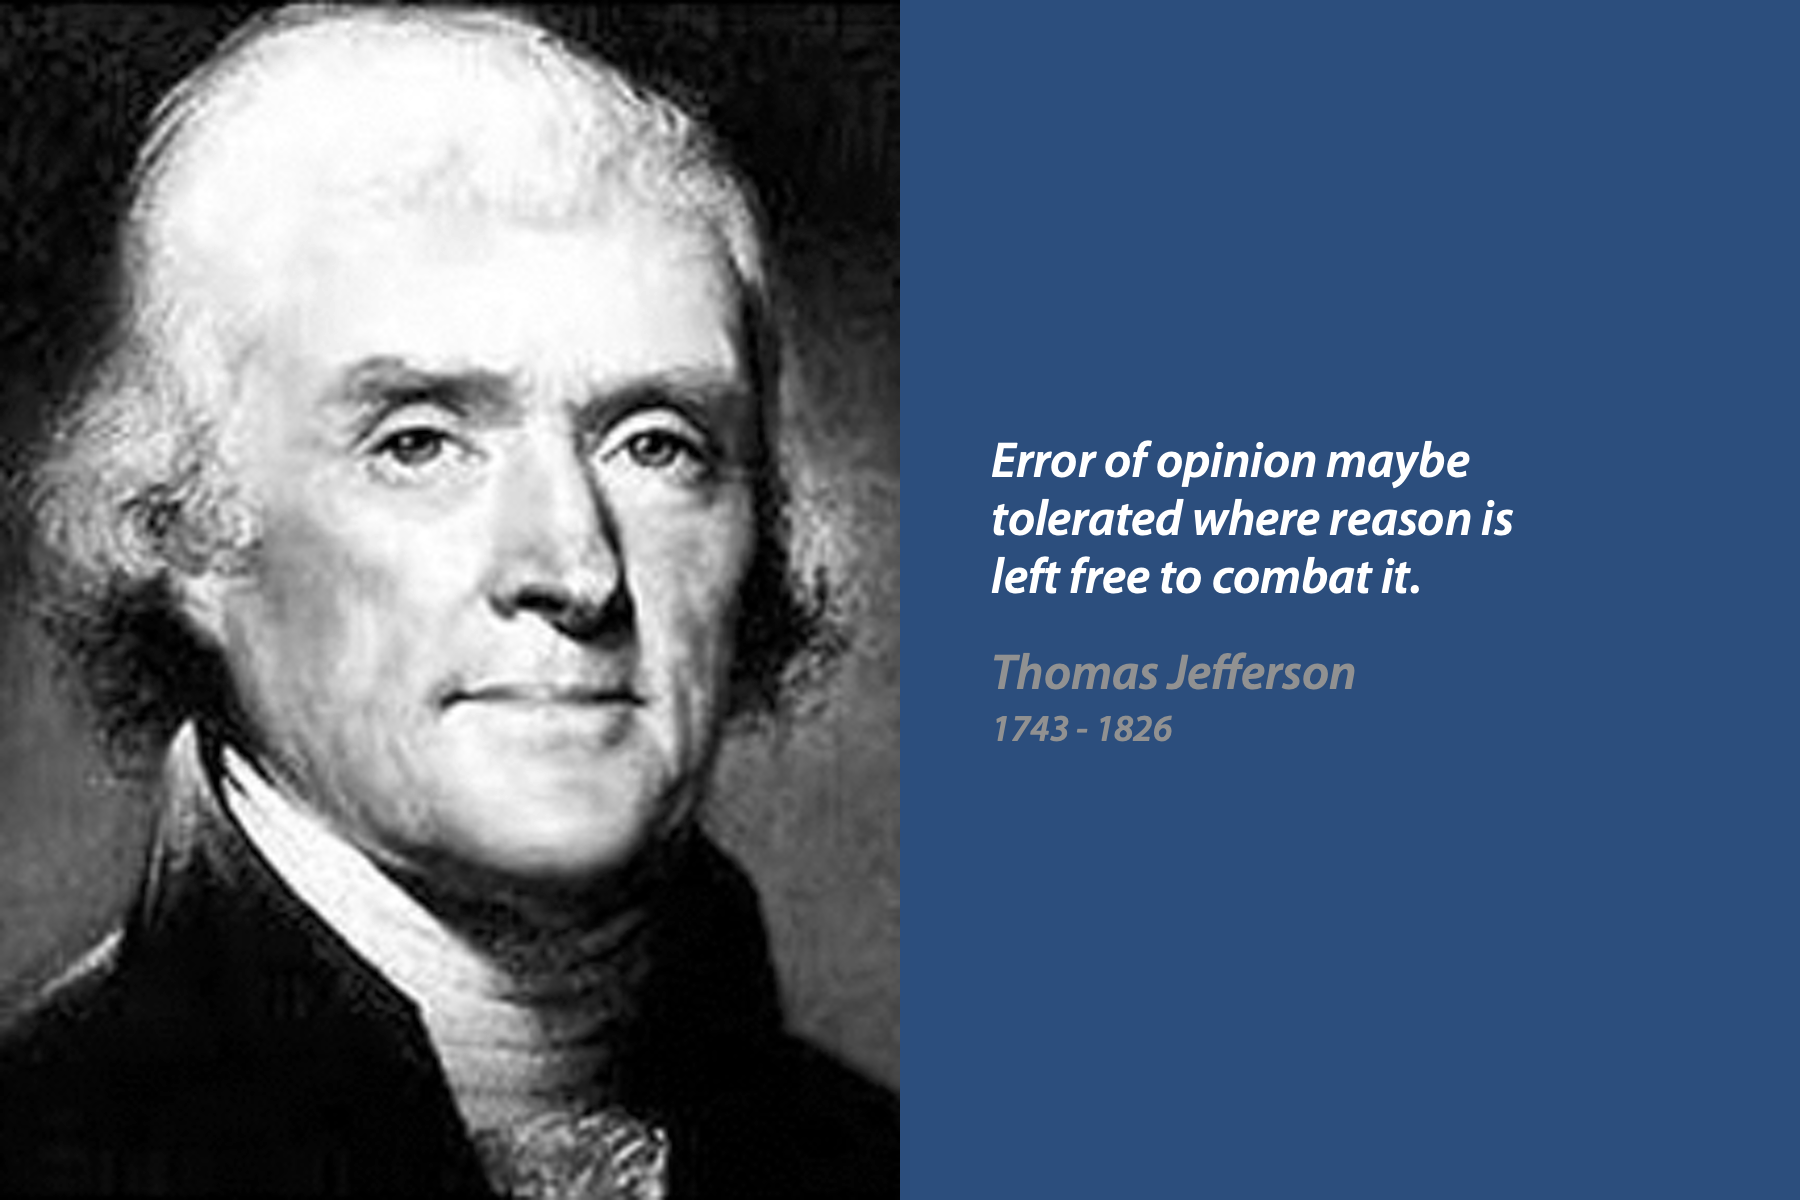 Error of opinion maybe
tolerated where reason is
left free to combat it.
Thomas Jefferson
1743 - 1826